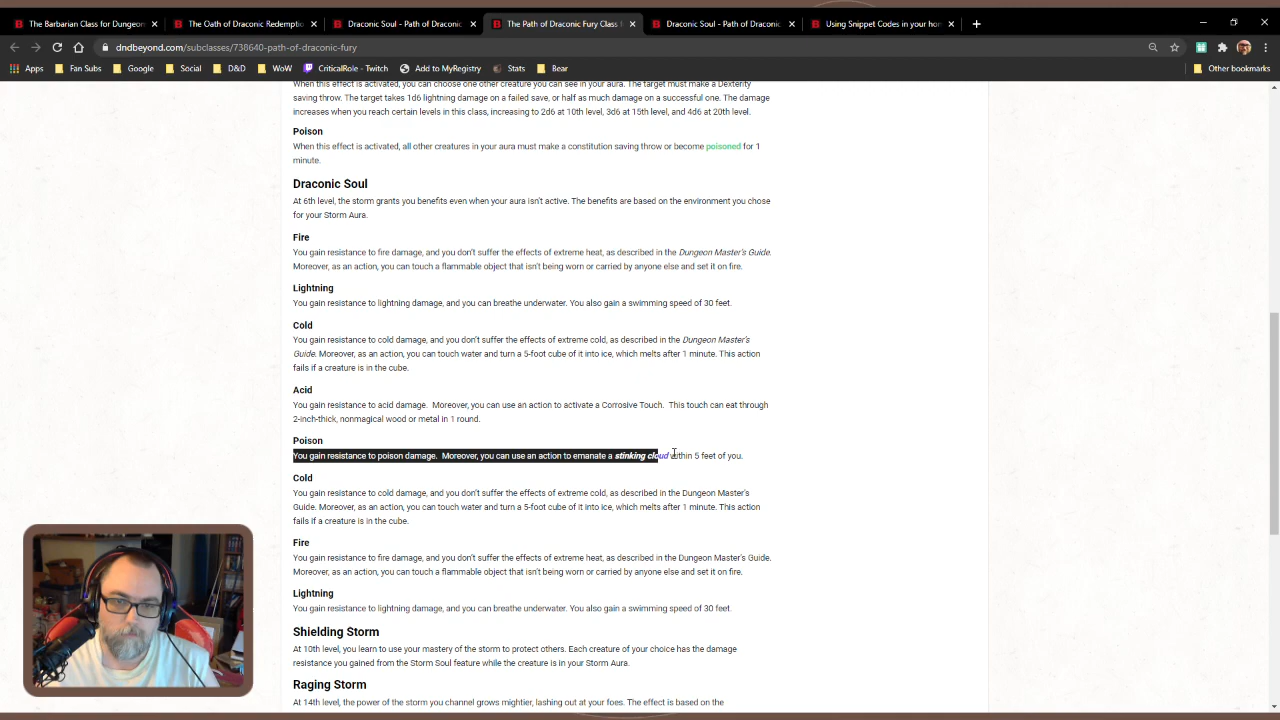 The Barbarian Class for Dungeon
The Oath of Draconic Redemptio
Draconic Soul - Path of Draconic
The Path of Draconic Fury Class
Draconic Soul - Path of Draconic
Using Snippet Codes in your hom
dndbeyond.com/subclasses/738640-path-of-draconic-fury
Apps
Fan Subs
Google
Social
D&D
WoW
CriticalRole - Twitch
Add to MyRegistry
Stats
Bear
Other bookmarks
When this effect is activated, you can choose one other creature you can see in your aura. The target must make a Dexterity
saving throw. The target takes 1d6 lightning damage on a failed save, or half as much damage on a successful one. The damage
increases when you reach certain levels in this class, increasing to 2d6 at 10th level, 3d6 at 15th level, and 4d6 at 20th level.
Poison
When this effect is activated, all other creatures in your aura must make a constitution saving throw or become poisoned for 1
minute.
Draconic Soul
At 6th level, the storm grants you benefits even when your aura isn't active. The benefits are based on the environment you chose
for your Storm Aura.
Fire
You gain resistance to fire damage, and you don't suffer the effects of extreme heat, as described in the Dungeon Master's Guide.
Moreover, as an action, you can touch a flammable object that isn't being worn or carried by anyone else and set it on fire.
Lightning
You gain resistance to lightning damage, and you can breathe underwater. You also gain a swimming speed of 30 feet.
Cold
You gain resistance to cold damage, and you don't suffer the effects of extreme cold, as described in the Dungeon Master's
Guide. Moreover, as an action, you can touch water and turn a 5-foot cube of it into ice, which melts after 1 minute. This action
fails if a creature is in the cube.
Acid
You gain resistance to acid damage.  Moreover, you can use an action to activate a Corrosive Touch.  This touch can eat through
2-inch-thick, nonmagical wood or metal in 1 round.
Poison
You gain resistance to poison damage.  Moreover, you can use an action to emanate a stinking cloud within 5 feet of you.
Cold
You gain resistance to cold damage, and you don't suffer the effects of extreme cold, as described in the Dungeon Master's
Guide. Moreover, as an action, you can touch water and turn a 5-foot cube of it into ice, which melts after 1 minute. This action
fails if a creature is in the cube.
Fire
You gain resistance to fire damage, and you don't suffer the effects of extreme heat, as described in the Dungeon Master's Guide.
Moreover, as an action, you can touch a flammable object that isn't being worn or carried by anyone else and set it on fire.
Lightning
You gain resistance to lightning damage, and you can breathe underwater. You also gain a swimming speed of 30 feet.
Shielding Storm
At 10th level, you learn to use your mastery of the storm to protect others. Each creature of your choice has the damage
resistance you gained from the Storm Soul feature while the creature is in your Storm Aura.
Raging Storm
At 14th level, the power of the storm you channel grows mightier, lashing out at your foes. The effect is based on the